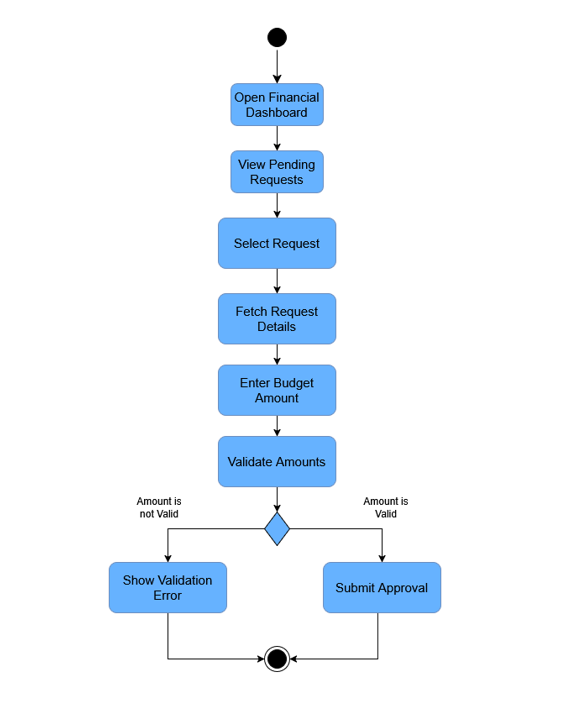 Open Financial
Dashboard
View Pending
Requests
Select Request
Fetch Request
Details
Enter Budget
Amount
Validate Amounts
Amount is
not Valid
Amount is
Valid
Show Validation
Error
Submit Approval